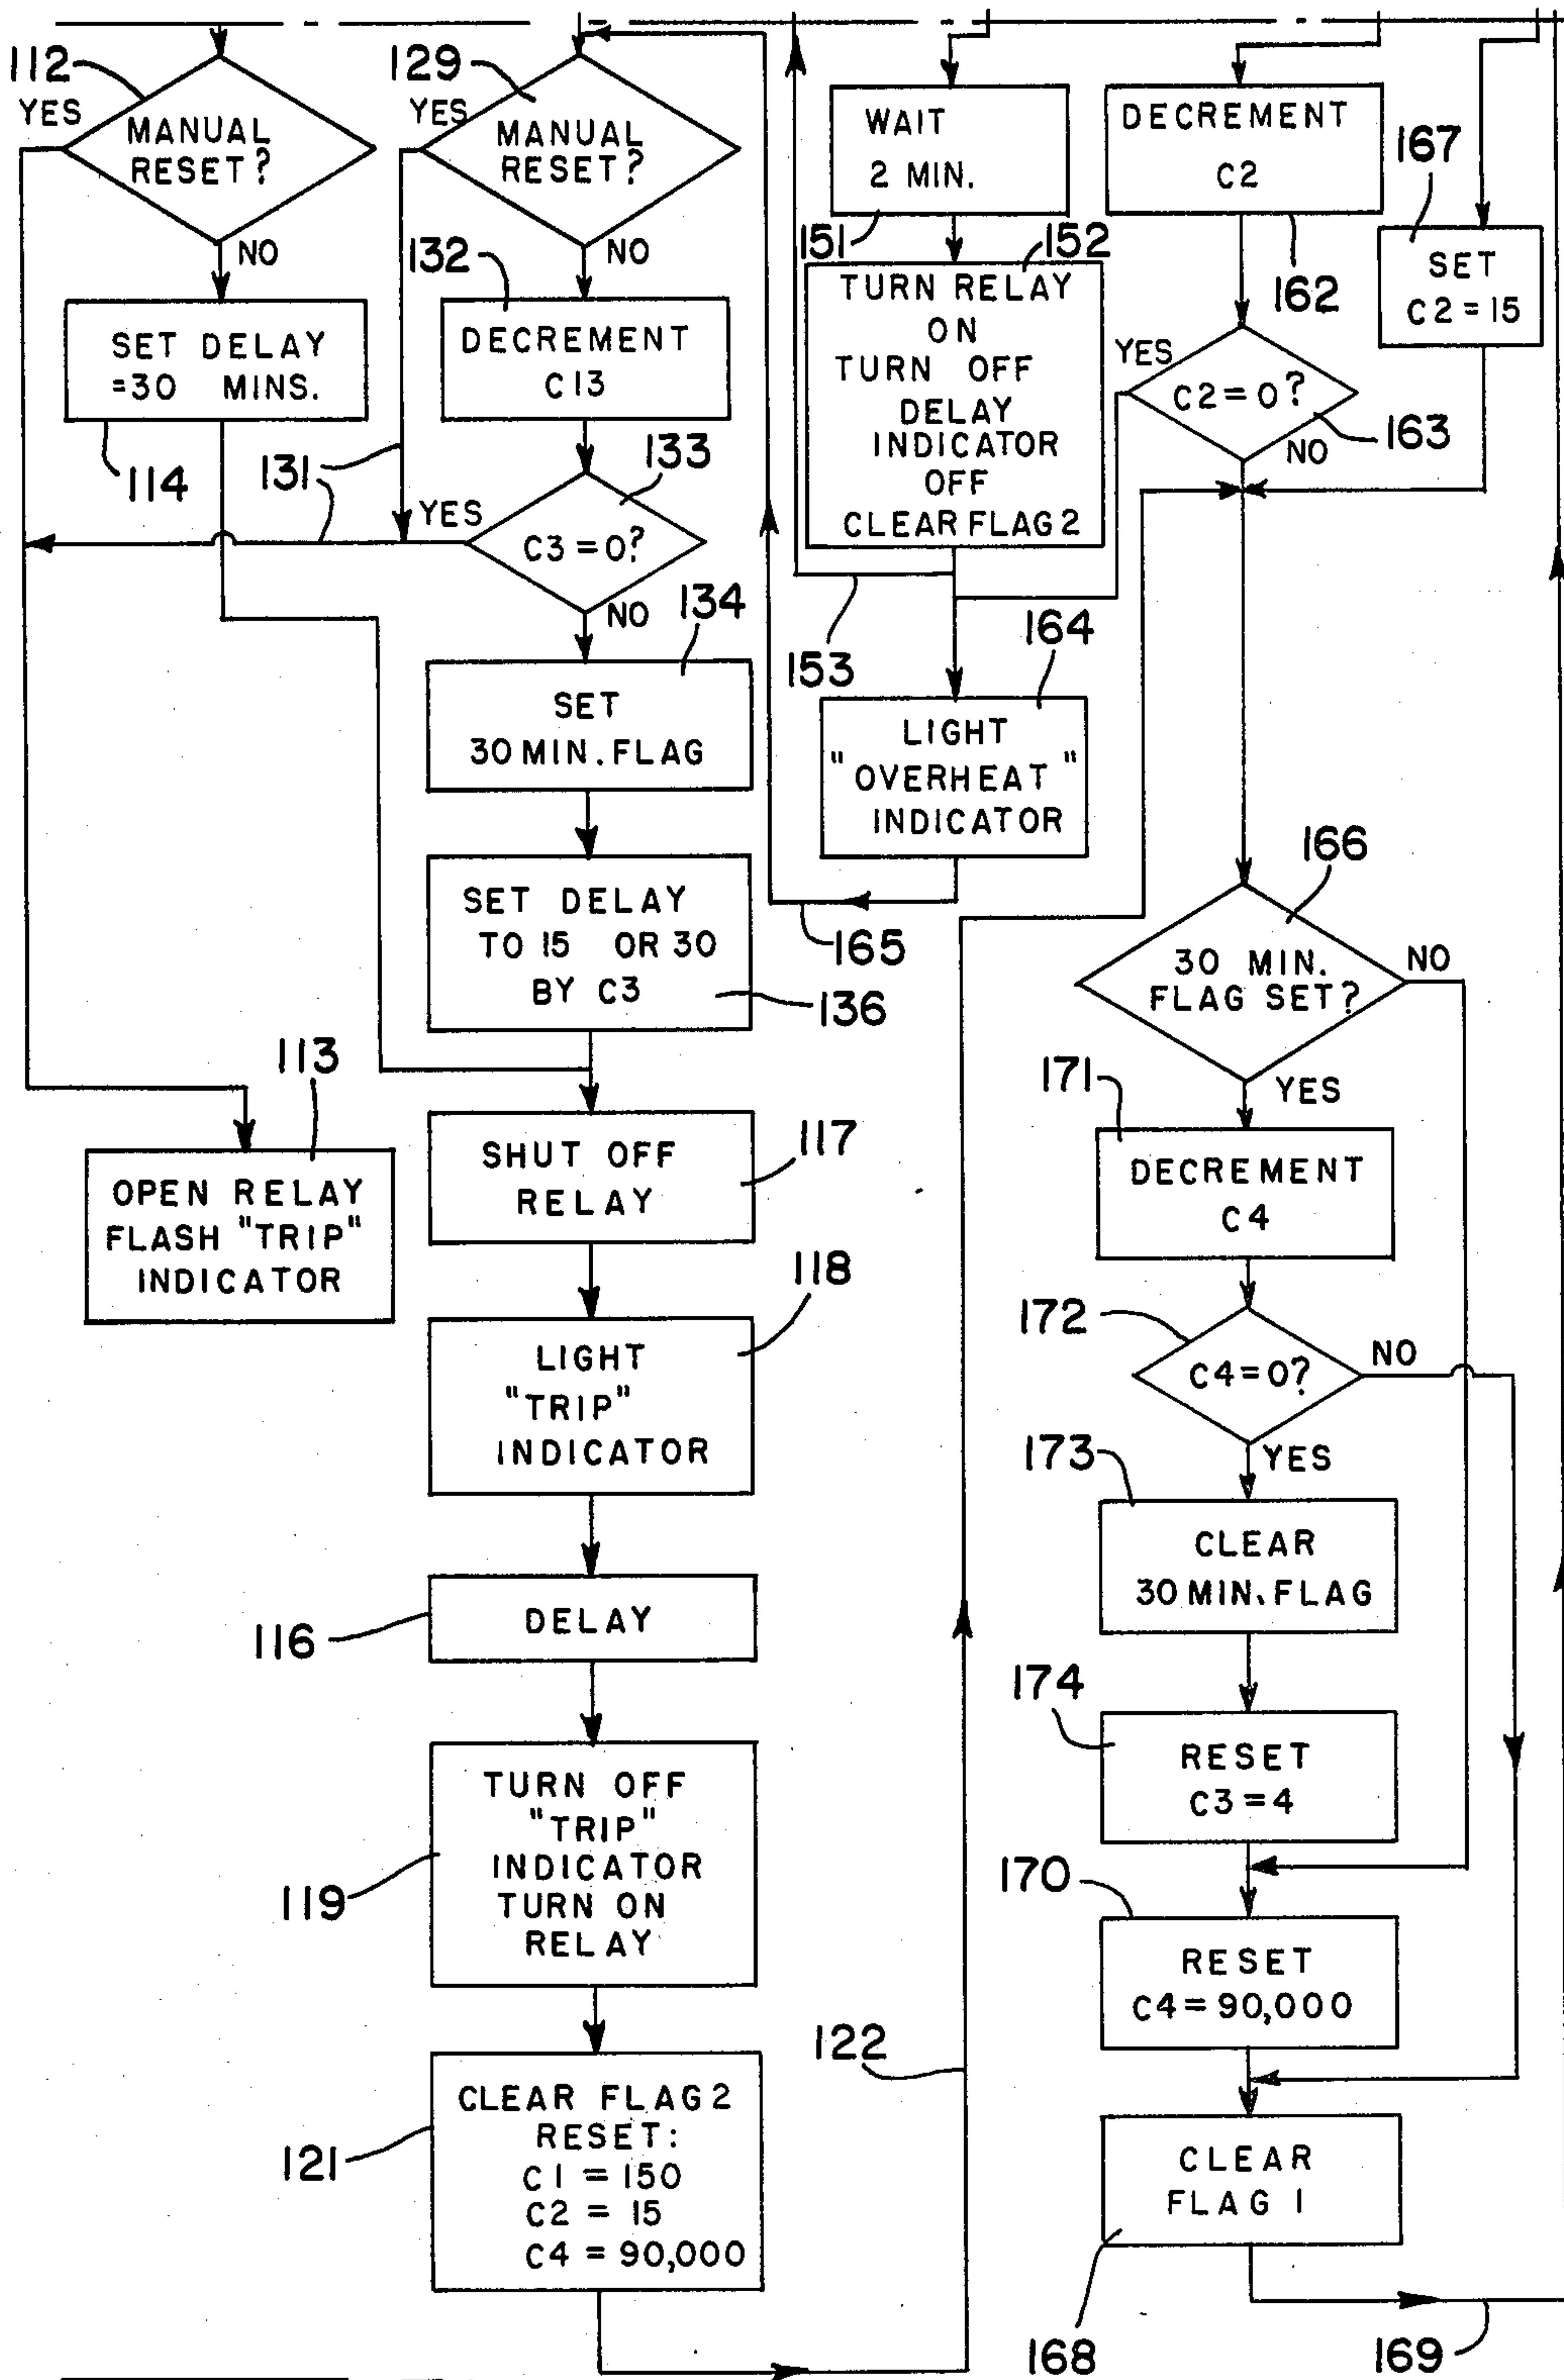 112
YES
MANUAL
RESET?
NO
SET DELAY
=30 MINS.
114
131
113
OPEN RELAY
FLASH "TRIP"
INDICATOR
129
YES
MANUAL
RESET?
NO
132
DECREMENT
C13
133
YES
C3=0?
NO
134
SET
30 MIN. FLAG
SET DELAY
TO 15 OR 30
BY C3
136
SHUT OFF
RELAY
117
LIGHT
"TRIP"
INDICATOR
118
DELAY
116
TURN OFF
"TRIP"
INDICATOR
TURN ON
RELAY
119
CLEAR FLAG 2
RESET:
C1 = 150
C2 = 15
C4 = 90,000
121
122
WAIT
2 MIN.
151
152
TURN RELAY
ON
TURN OFF
DELAY
INDICATOR
OFF
CLEAR FLAG 2
153
164
LIGHT
"OVERHEAT"
INDICATOR
165
DECREMENT
C2
162
167
SET
C2=15
YES
C2=0?
163
NO
166
30 MIN.
FLAG SET?
NO
YES
171
DECREMENT
C4
172
C4=0?
NO
YES
173
CLEAR
30 MIN. FLAG
174
RESET
C3=4
170
RESET
C4=90,000
CLEAR
FLAG 1
168
169